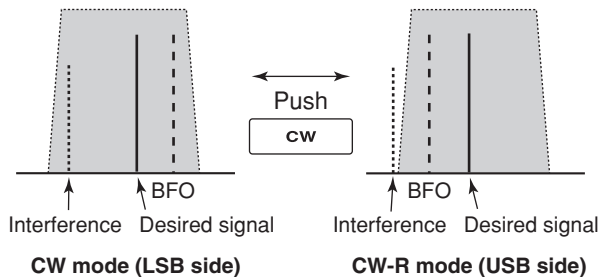 Push
CW
BFO
BFO
Interference
Desired signal
Interference
Desired signal
CW mode (LSB side)
CW-R mode (USB side)